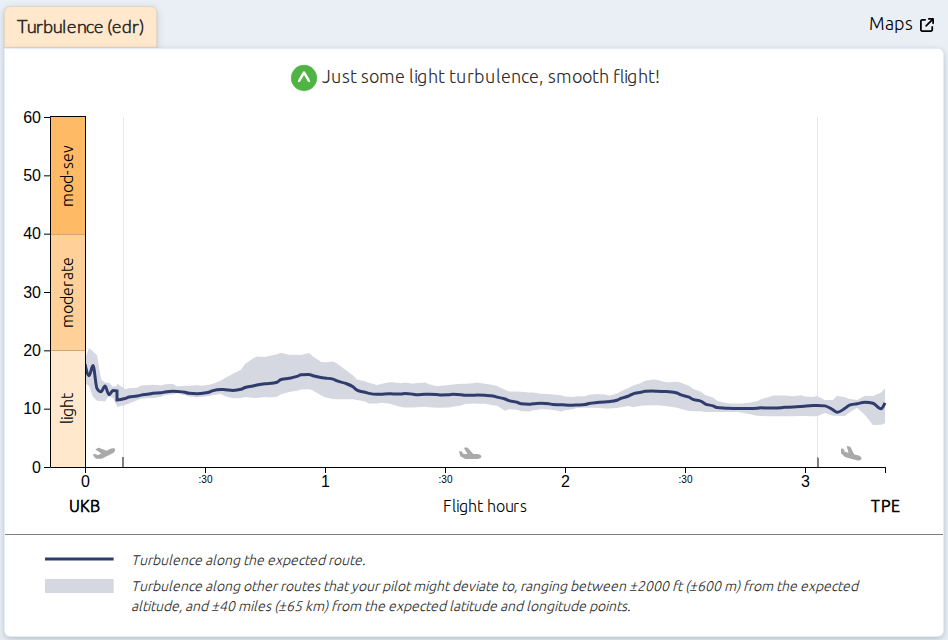 Turbulence (edr)
Maps
Just some light turbulence, smooth flight!
60
50
40
30
20
10
0
mod-sev
moderate
light
0 :30 1 :30 2 :30 3
UKB Flight hours TPE
Turbulence along the expected route.
Turbulence along other routes that your pilot might deviate to, ranging between ±2000 ft (±600 m) from the expected
altitude, and ±40 miles (±65 km) from the expected latitude and longitude points.